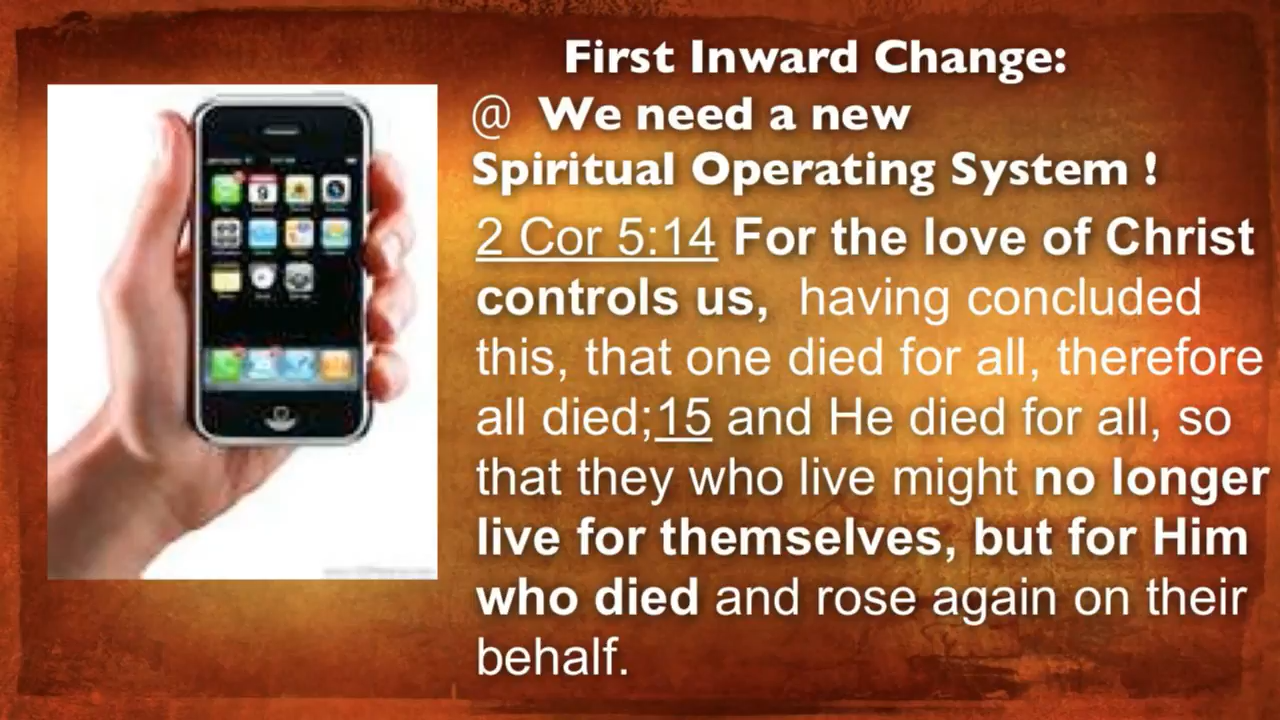 First Inward Change:
@ We need a new
Spiritual Operating System !
2 Cor 5:14 For the love of Christ
controls us, having concluded
this, that one died for all, therefore
all died;15 and He died for all, so
that they who live might no longer
live for themselves, but for Him
who died and rose again on their
behalf.
9